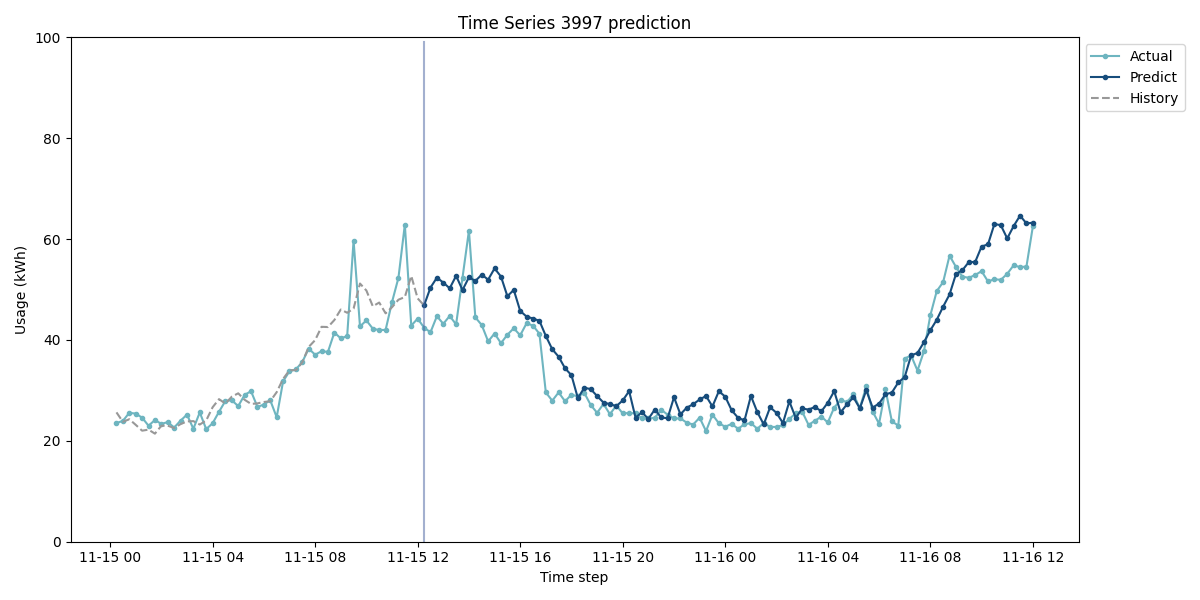 Time Series 3997 prediction
100
80
60
40
20
0
Usage (kWh)
11-15 00 11-15 04 11-15 08 11-15 12 11-15 16 11-15 20 11-16 00 11-16 04 11-16 08 11-16 12
Time step
Actual
Predict
History